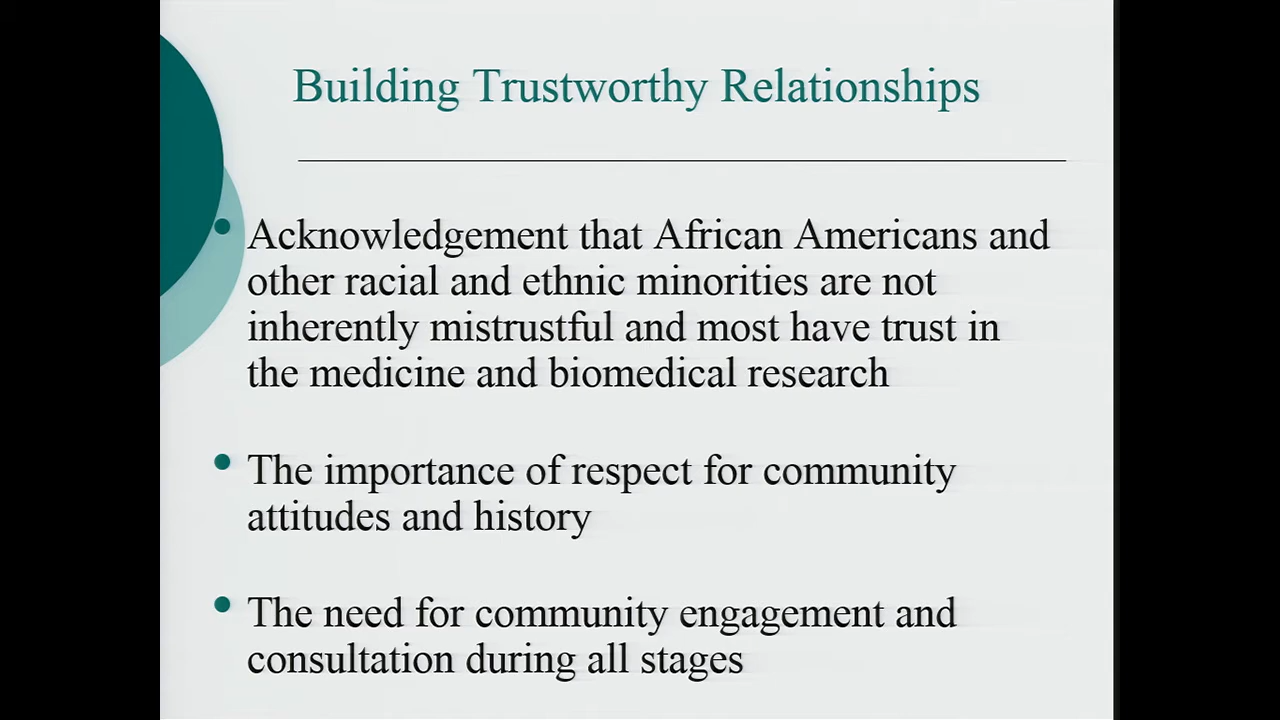 Building Trustworthy Relationships
• Acknowledgement that African Americans and
other racial and ethnic minorities are not
inherently mistrustful and most have trust in
the medicine and biomedical research
• The importance of respect for community
attitudes and history
• The need for community engagement and
consultation during all stages